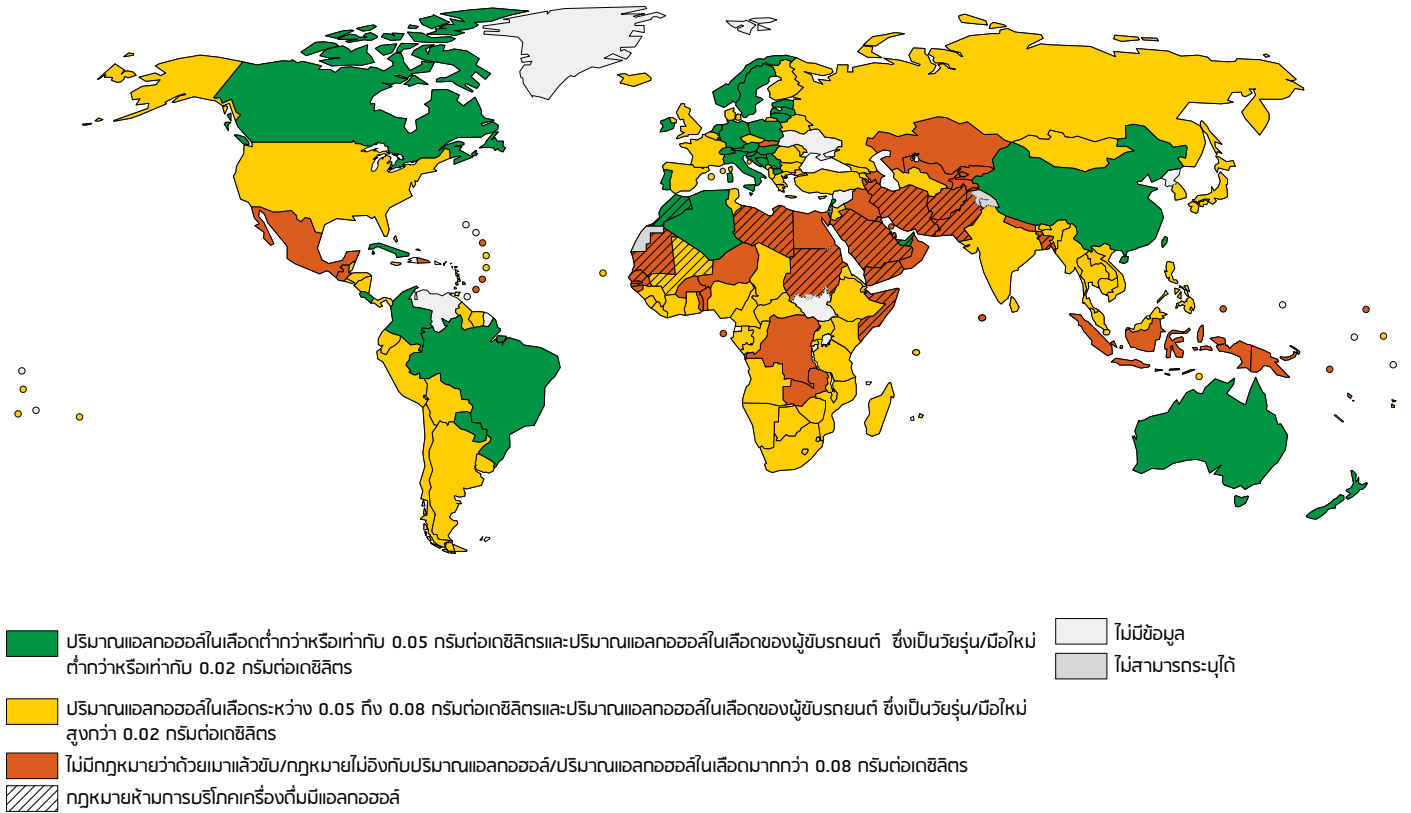 ปริมาณแอลกอฮอล์ในเลือดต่ำกว่าหรือเท่ากับ 0.05 กรัมต่อเดซิลิตรและปริมาณแอลกอฮอล์ในเลือดของผู้ขับรถยนต์ ซึ่งเป็นวัยรุ่น/มือใหม่
ต่ำกว่าหรือเท่ากับ 0.02 กรัมต่อเดซิลิตร
ปริมาณแอลกอฮอล์ในเลือดระหว่าง 0.05 ถึง 0.08 กรัมต่อเดซิลิตรและปริมาณแอลกอฮอล์ในเลือดของผู้ขับรถยนต์ ซึ่งเป็นวัยรุ่น/มือใหม่
สูงกว่า 0.02 กรัมต่อเดซิลิตร
ไม่มีกฎหมายว่าด้วยเมาแล้วขับ/กฎหมายไม่อิงกับปริมาณแอลกอฮอล์/ปริมาณแอลกอฮอล์ในเลือดมากกว่า 0.08 กรัมต่อเดซิลิตร
กฎหมายห้ามการบริโภคเครื่องดื่มมีแอลกอฮอล์
ไม่มีข้อมูล
ไม่สามารถระบุได้